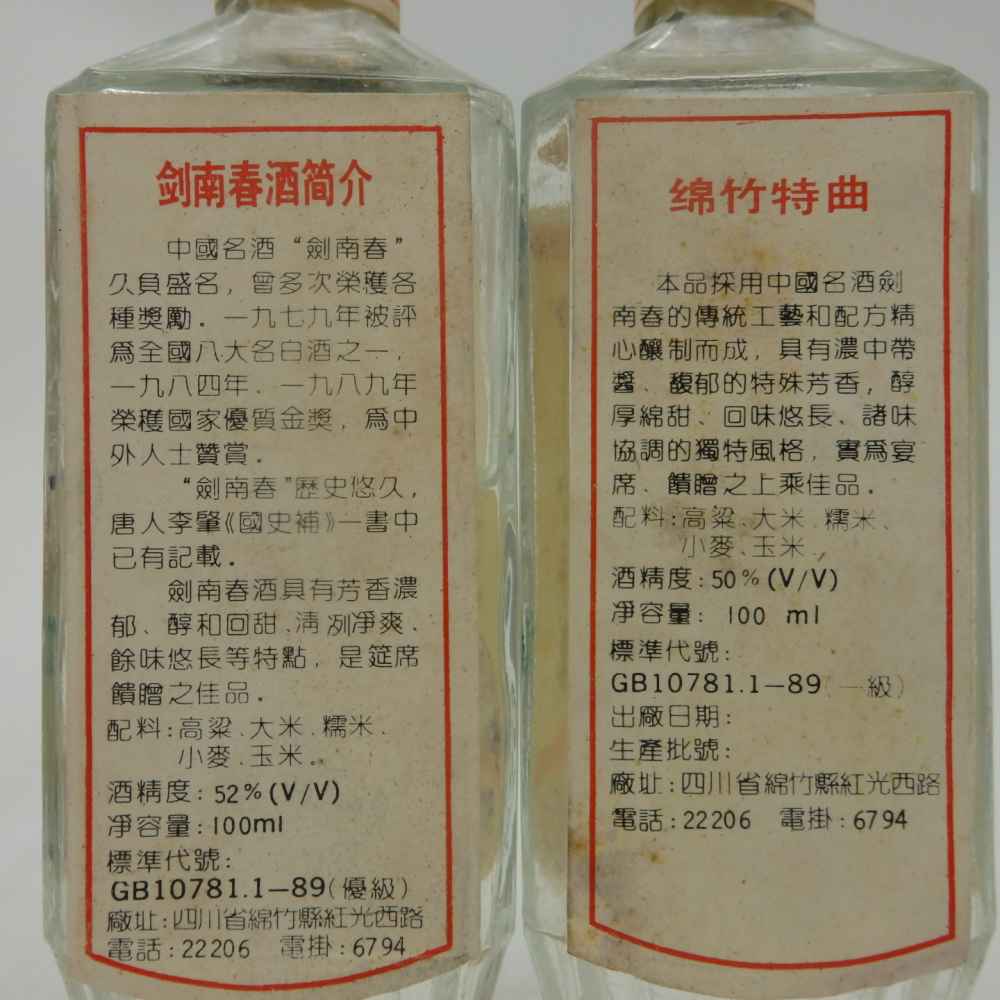 剑南春酒简介
中國名酒“劍南春”
久負盛名，曾多次榮獲各
種獎勵．一九七九年被評
爲全國八大名白酒之一，
一九八四年．一九八九年
榮獲國家優質金獎，爲中
外人士贊賞．
“劍南春”歷史悠久，
唐人李肇《國史補》一書中
已有記載．
劍南春酒具有芳香濃
郁、醇和回甜、清冽凈爽．
餘味悠長等特點，是筵席
饋贈之佳品．
配料：高粱．大米．糯米．
小麥．玉米．
酒精度：52%(V/V)
凈容量：100ml
標準代號：
GB10781.1—89(優級)
廠址：四川省綿竹縣紅光西路
電話：22206 電掛：6794
绵竹特曲
本品採用中國名酒劍
南春的傳統工藝和配方精
心釀制而成，具有濃中帶
醬、馥郁的特殊芳香，醇
厚綿甜、回味悠長、諸味
協調的獨特風格，實爲宴
席、饋贈之上乘佳品．
配料：高粱、大米．糯米、
小麥、玉米．
酒精度：50%(V/V)
凈容量： 100 ml
標準代號：
GB10781.1—89(一級)
出廠日期：
生產批號：
廠址：四川省綿竹縣紅光西路
電話：22206 電掛：6794